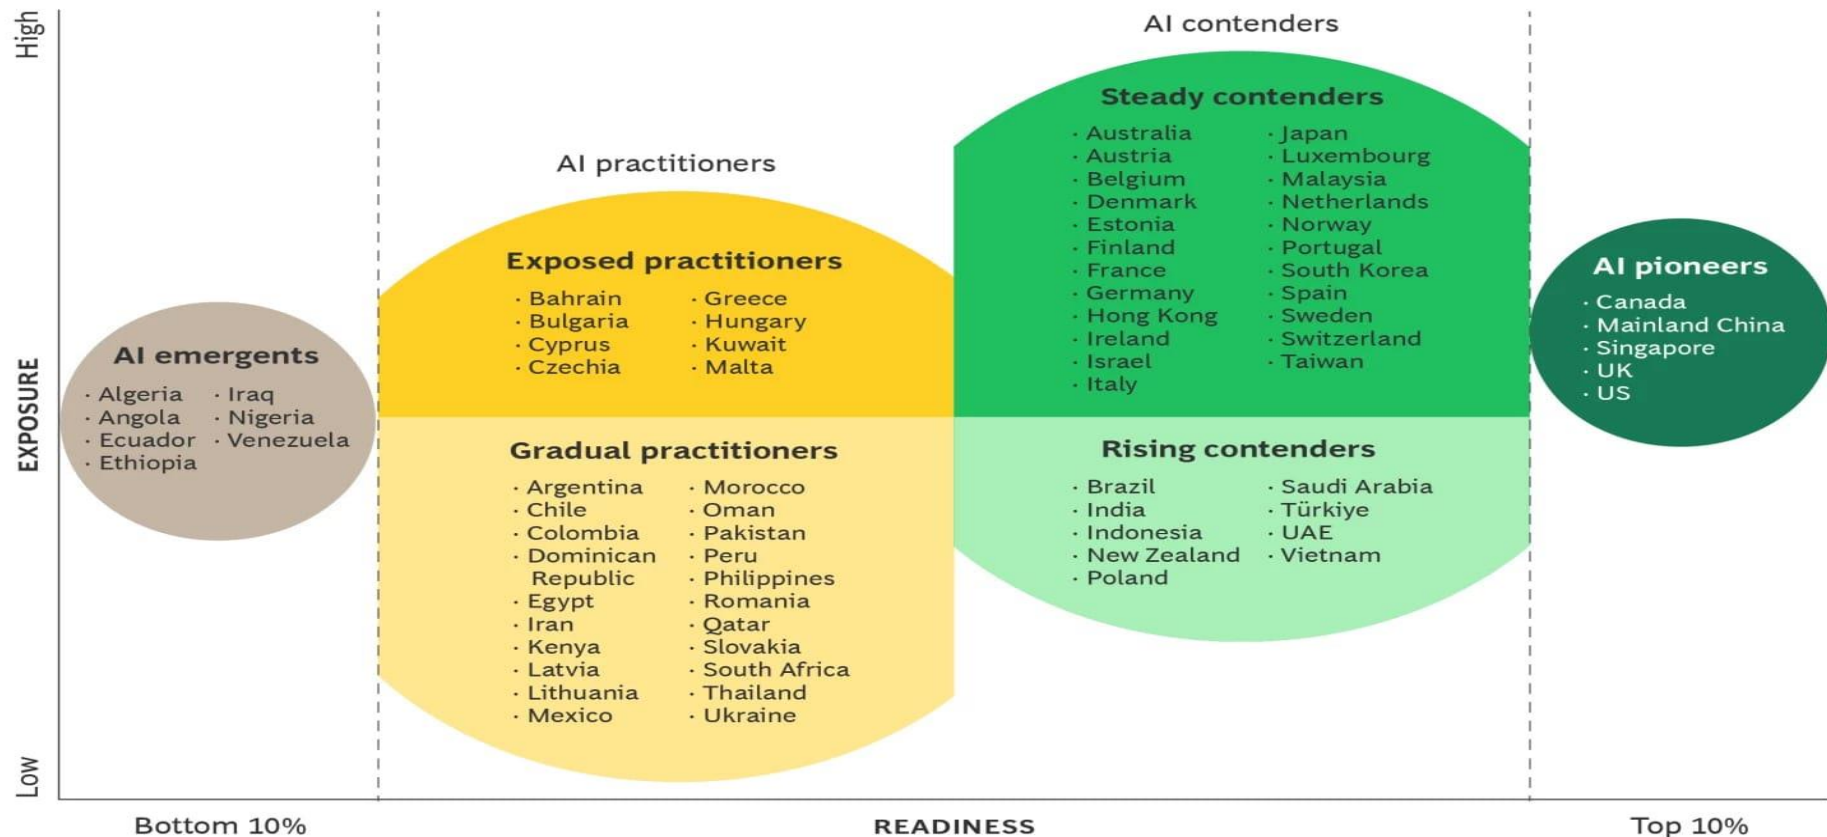 High
EXPOSURE
Low
AI emergents
· Algeria
· Angola
· Ecuador
· Ethiopia
· Iraq
· Nigeria
· Venezuela
AI practitioners
Exposed practitioners
· Bahrain
· Bulgaria
· Cyprus
· Czechia
· Greece
· Hungary
· Kuwait
· Malta
Gradual practitioners
· Argentina
· Chile
· Colombia
· Dominican
Republic
· Egypt
· Iran
· Kenya
· Latvia
· Lithuania
· Mexico
· Morocco
· Oman
· Pakistan
· Peru
· Philippines
· Romania
· Qatar
· Slovakia
· South Africa
· Thailand
· Ukraine
AI contenders
Steady contenders
· Australia
· Austria
· Belgium
· Denmark
· Estonia
· Finland
· France
· Germany
· Hong Kong
· Ireland
· Israel
· Italy
· Japan
· Luxembourg
· Malaysia
· Netherlands
· Norway
· Portugal
· South Korea
· Spain
· Sweden
· Switzerland
· Taiwan
Rising contenders
· Brazil
· India
· Indonesia
· New Zealand
· Poland
· Saudi Arabia
· Türkiye
· UAE
· Vietnam
AI pioneers
· Canada
· Mainland China
· Singapore
· UK
· US
Bottom 10%
READINESS
Top 10%